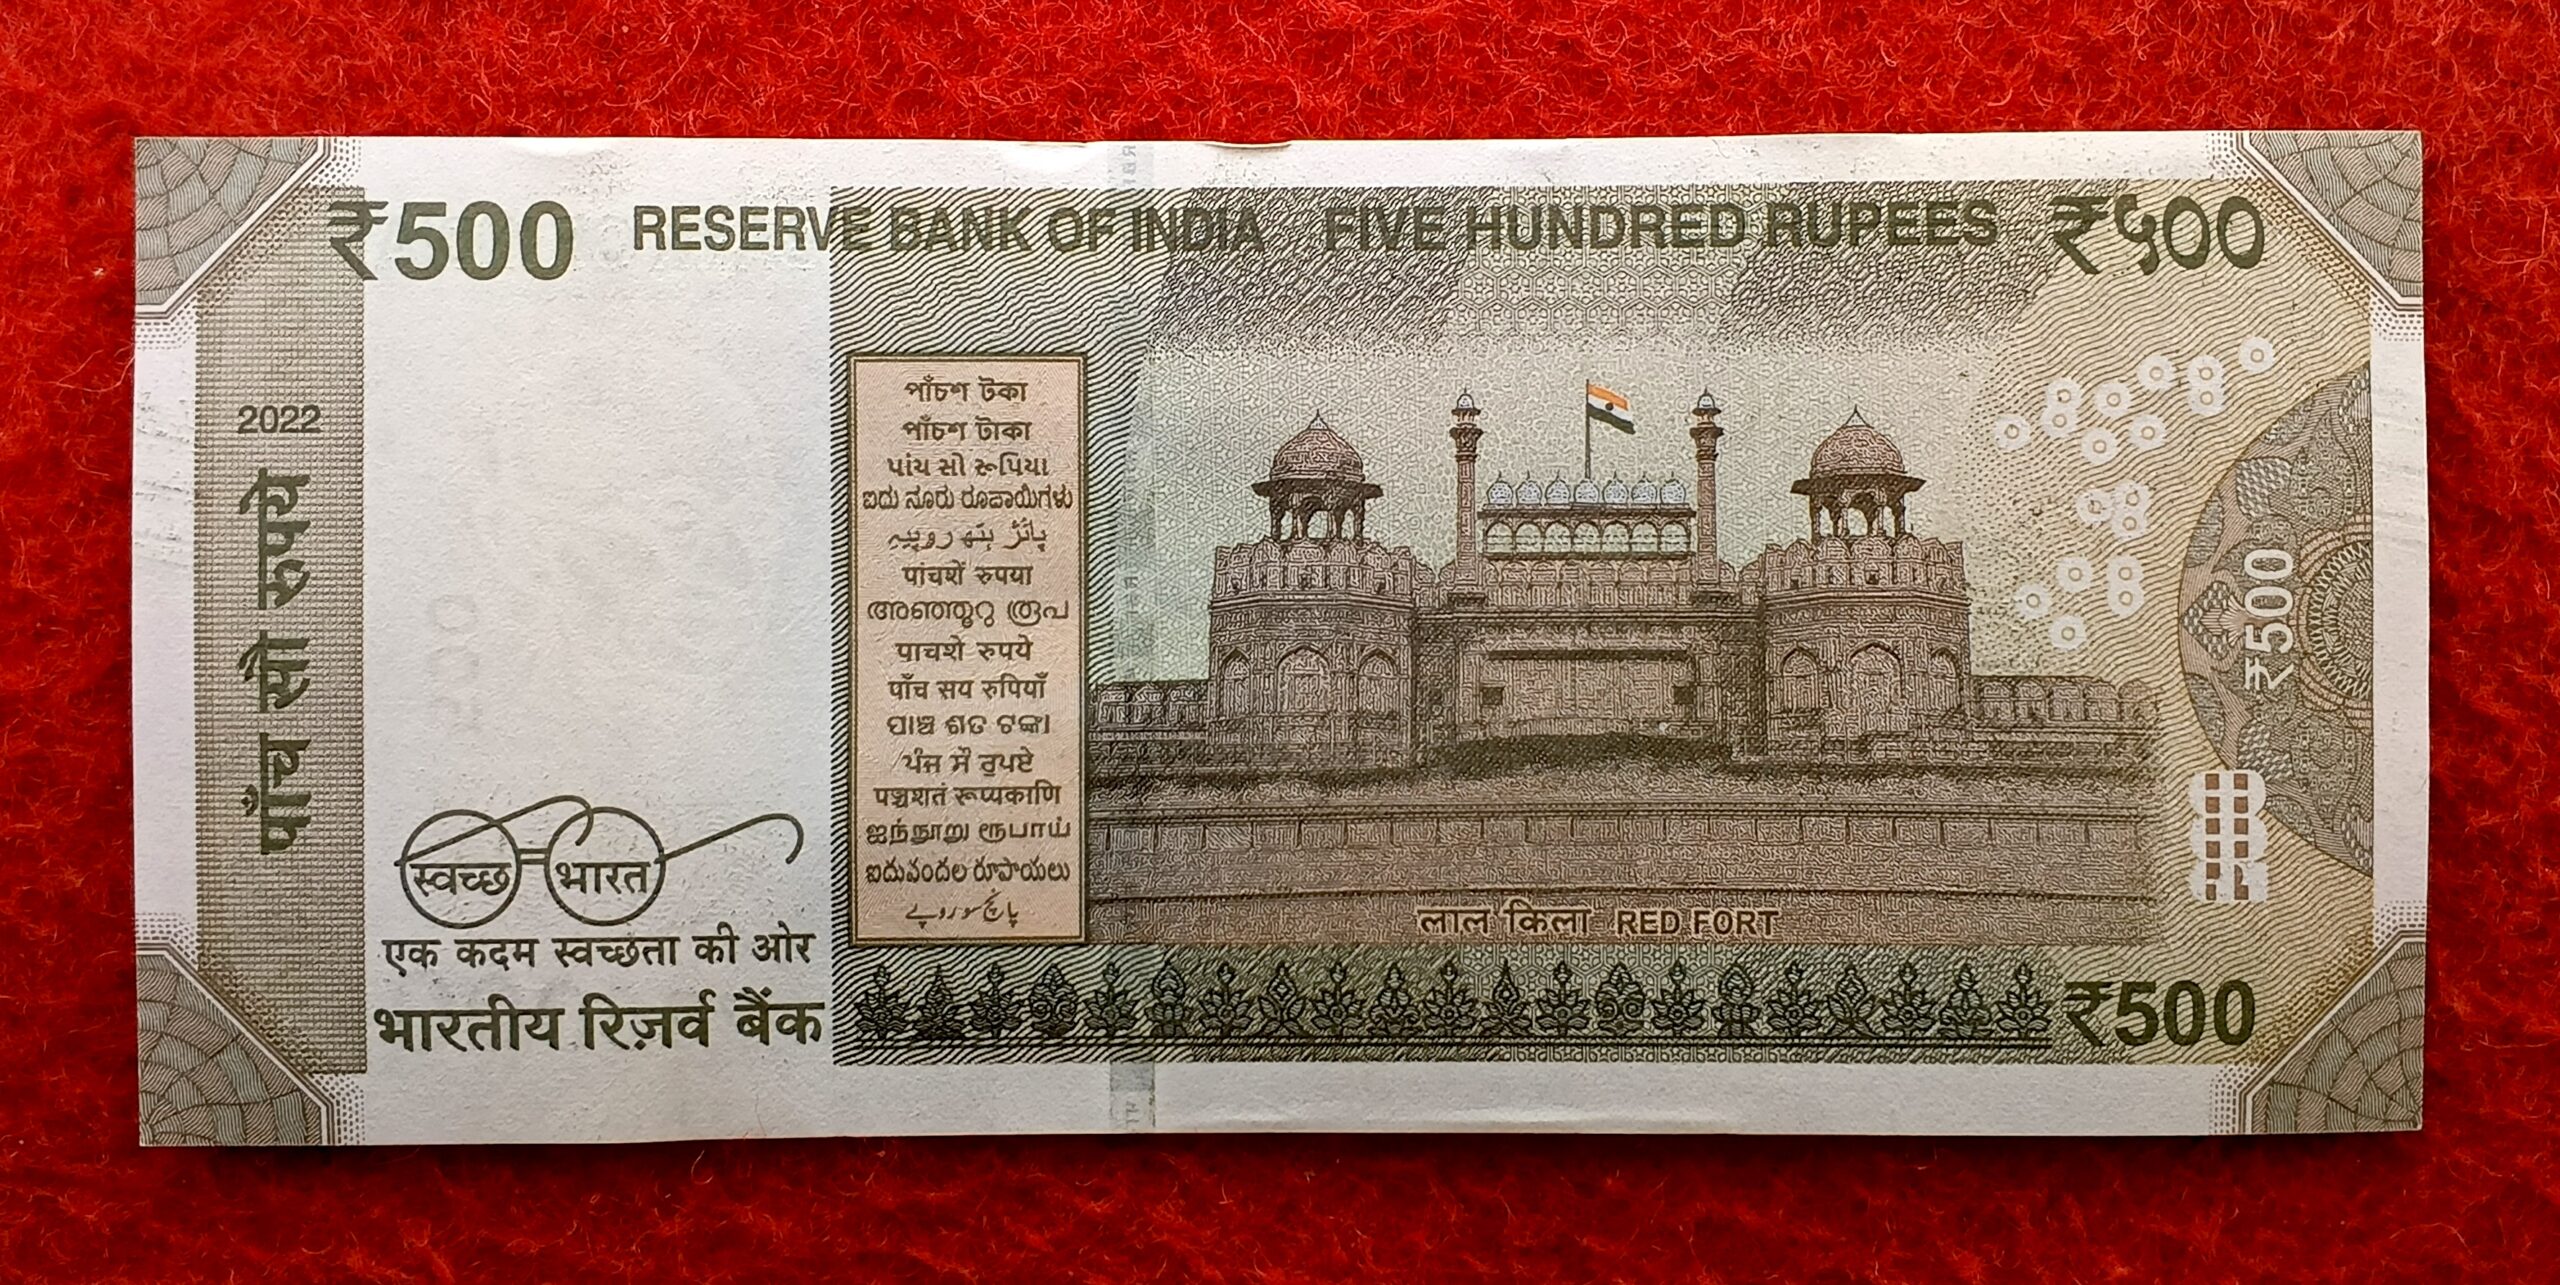 ₹500 RESERVE BANK OF INDIA FIVE HUNDRED RUPEES ₹५००
2022
पाँच सौ रुपये
পাঁচশ টকা
পাঁচশ টাকা
પાંચ સો રૂપિયા
ಐದು ನೂರು ರೂಪಾಯಿಗಳು
پانٛژ ہَتھ روپیہِ
पांचशें रुपया
അഞ്ഞൂറു രൂപ
पाचशे रुपये
पाँच सय रुपियाँ
ପାଞ୍ଚ ଶତ ଟଙ୍କା
ਪੰਜ ਸੌ ਰੁਪਏ
पञ्चशतं रूप्यकाणि
ஐந்நூறு ரூபாய்
ఐదువందల రూపాయలు
پانچ سو روپے
₹500
स्वच्छ भारत
एक कदम स्वच्छता की ओर
भारतीय रिज़र्व बैंक
लाल किला RED FORT
₹500